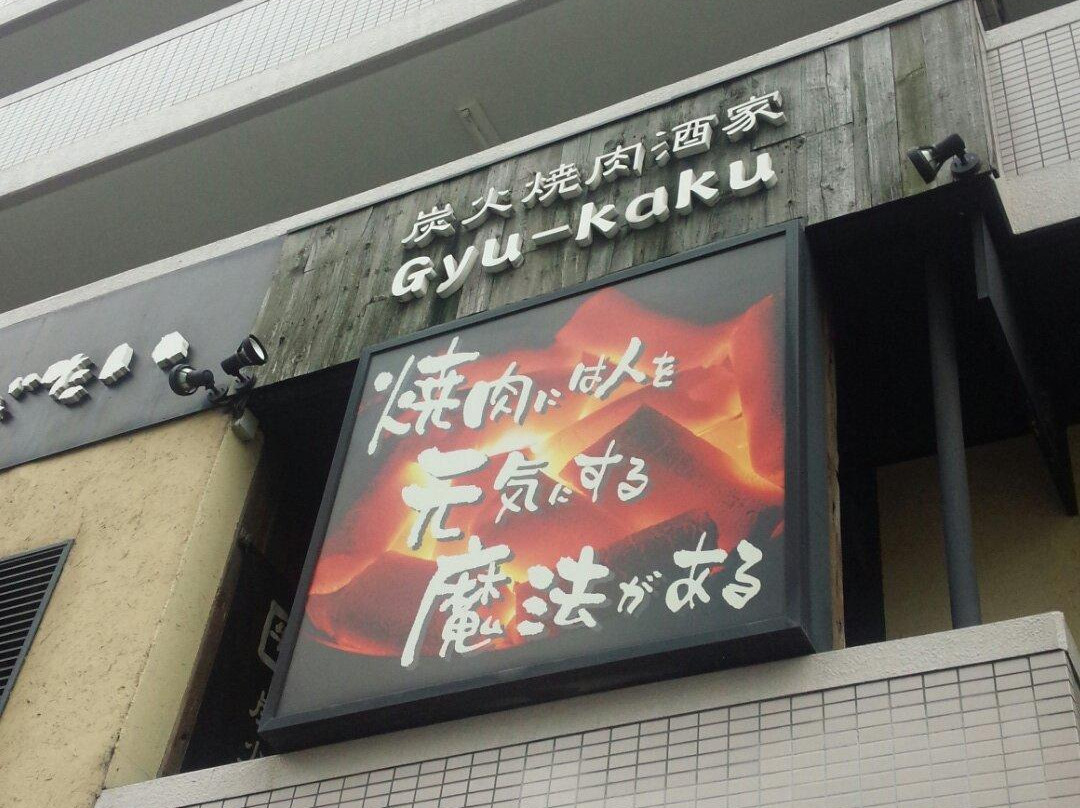 炭火焼肉酒家
Gyu-kaku
焼肉には人を
元気にする
魔法がある